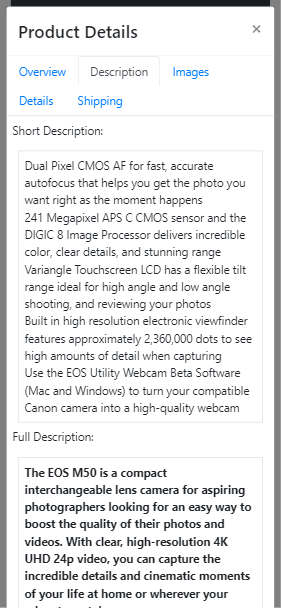 Product Details ×
Overview Description Images
Details Shipping
Short Description:
Dual Pixel CMOS AF for fast, accurate
autofocus that helps you get the photo you
want right as the moment happens
241 Megapixel APS C CMOS sensor and the
DIGIC 8 Image Processor delivers incredible
color, clear details, and stunning range
Variangle Touchscreen LCD has a flexible tilt
range ideal for high angle and low angle
shooting, and reviewing your photos
Built in high resolution electronic viewfinder
features approximately 2,360,000 dots to see
high amounts of detail when capturing
Use the EOS Utility Webcam Beta Software
(Mac and Windows) to turn your compatible
Canon camera into a high-quality webcam
Full Description:
The EOS M50 is a compact
interchangeable lens camera for aspiring
photographers looking for an easy way to
boost the quality of their photos and
videos. With clear, high-resolution 4K
UHD 24p video, you can capture the
incredible details and cinematic moments
of your life at home or wherever your